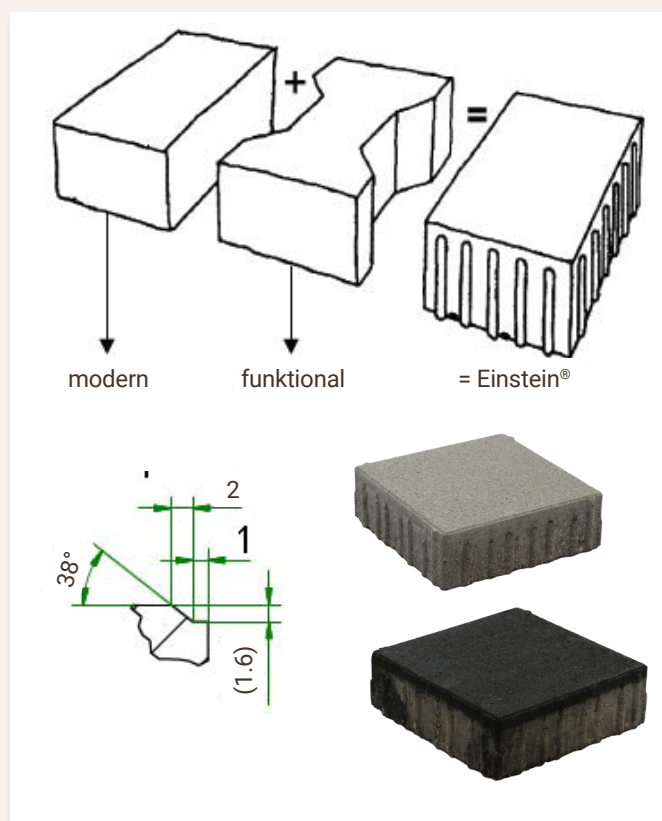 +
=
modern
funktional
= Einstein®
2
1
38°
(1.6)